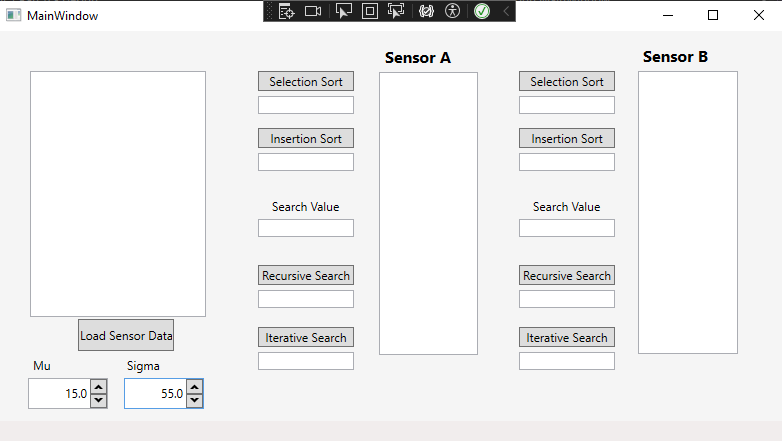 MainWindow
Sensor A
Sensor B
Selection Sort
Selection Sort
Insertion Sort
Insertion Sort
Search Value
Search Value
Recursive Search
Recursive Search
Iterative Search
Iterative Search
Load Sensor Data
Mu
Sigma
15.0
55.0